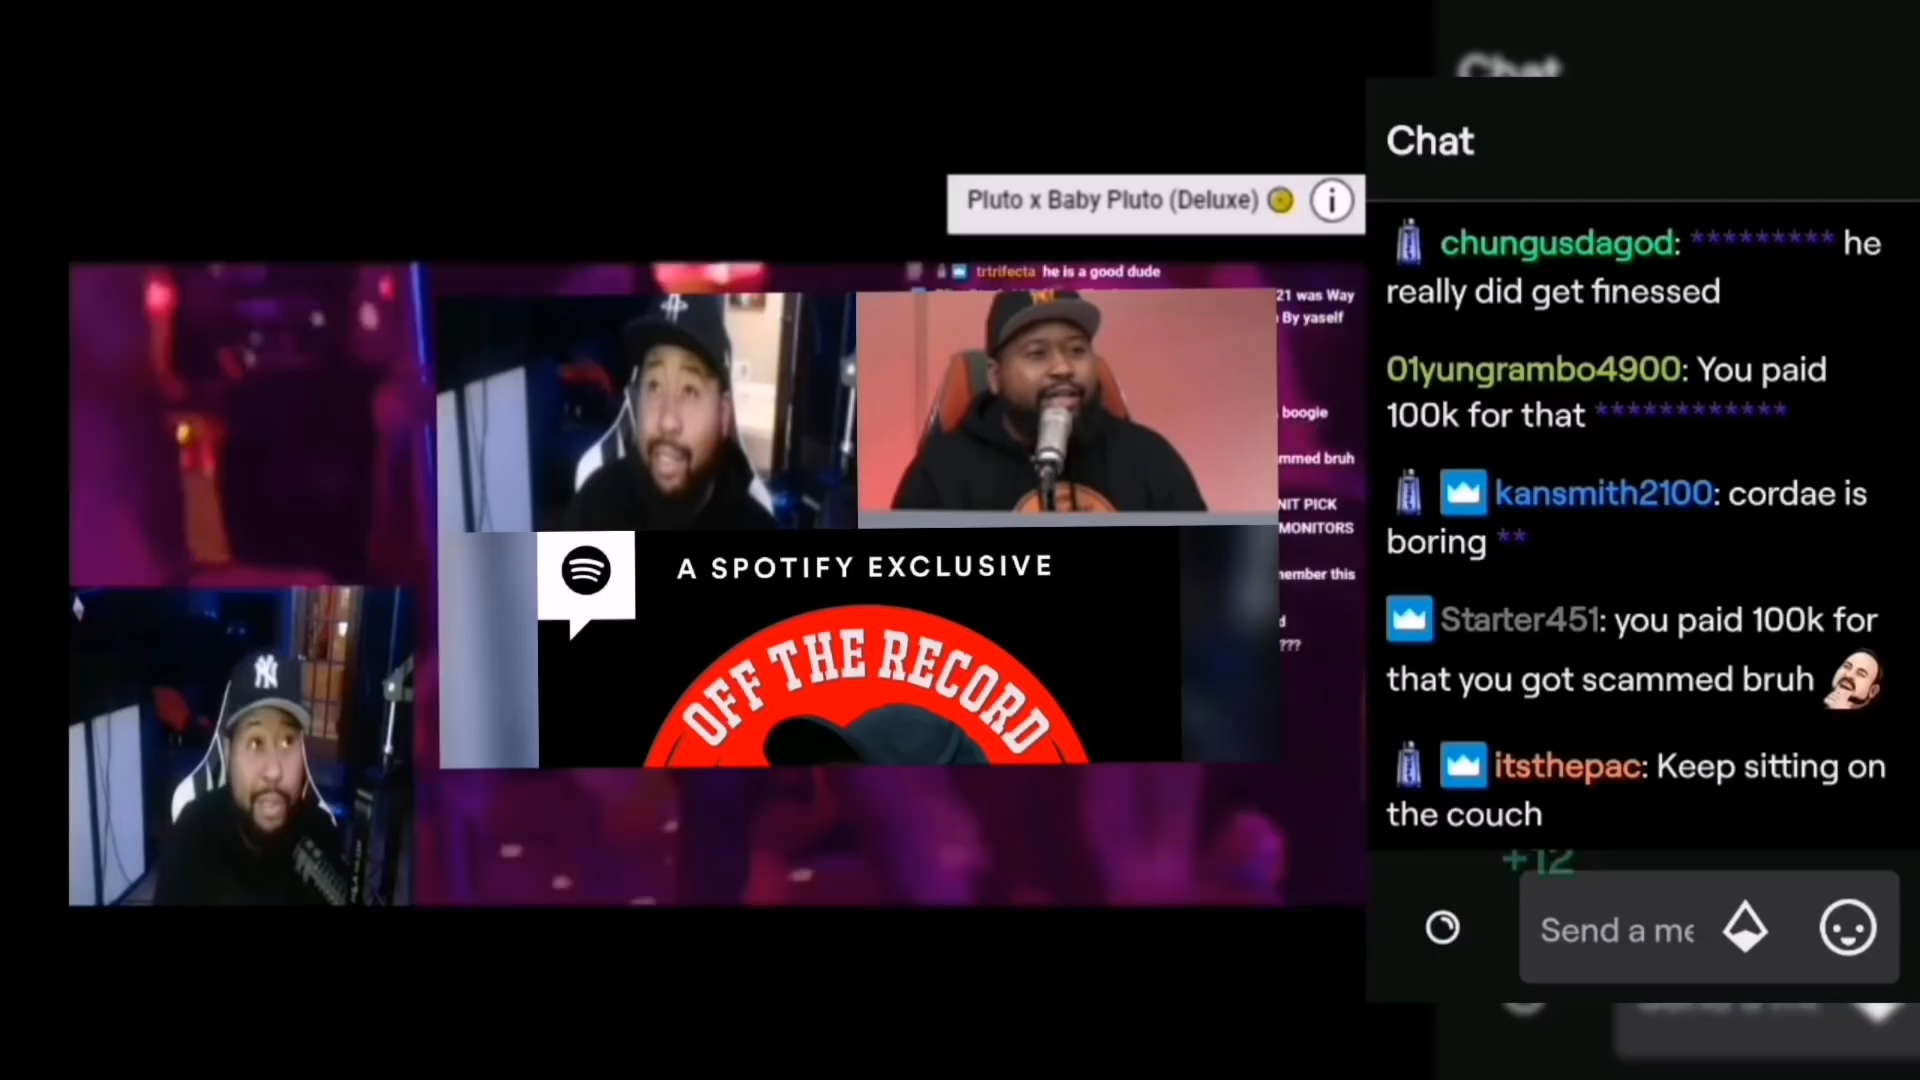 Chat
Pluto x Baby Pluto (Deluxe)
trtrifecta he is a good dude
21 was Way
By yaself
boogie
mmed bruh
NIT PICK
MONITORS
member this
???
NY
A SPOTIFY EXCLUSIVE
OFF THE RECORD
Chat
chungusdagod: ********* he
really did get finessed
01yungrambo4900: You paid
100k for that ************
kansmith2100: cordae is
boring **
Starter451: you paid 100k for
that you got scammed bruh
itsthepac: Keep sitting on
the couch
+12
Send a me